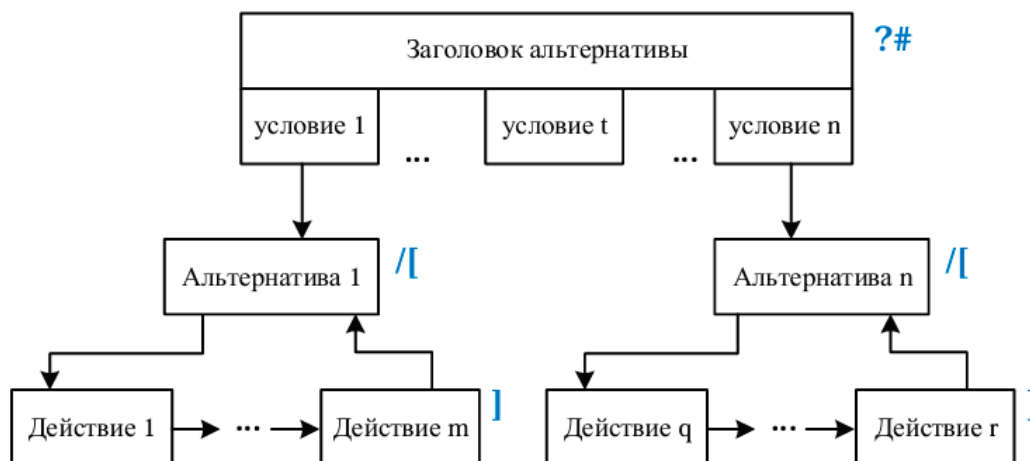 Заголовок альтернативы ?#
условие 1 ... условие t ... условие n
Альтернатива 1 /[ Альтернатива n /[
Действие 1 ... Действие m ] Действие q ... Действие r ]